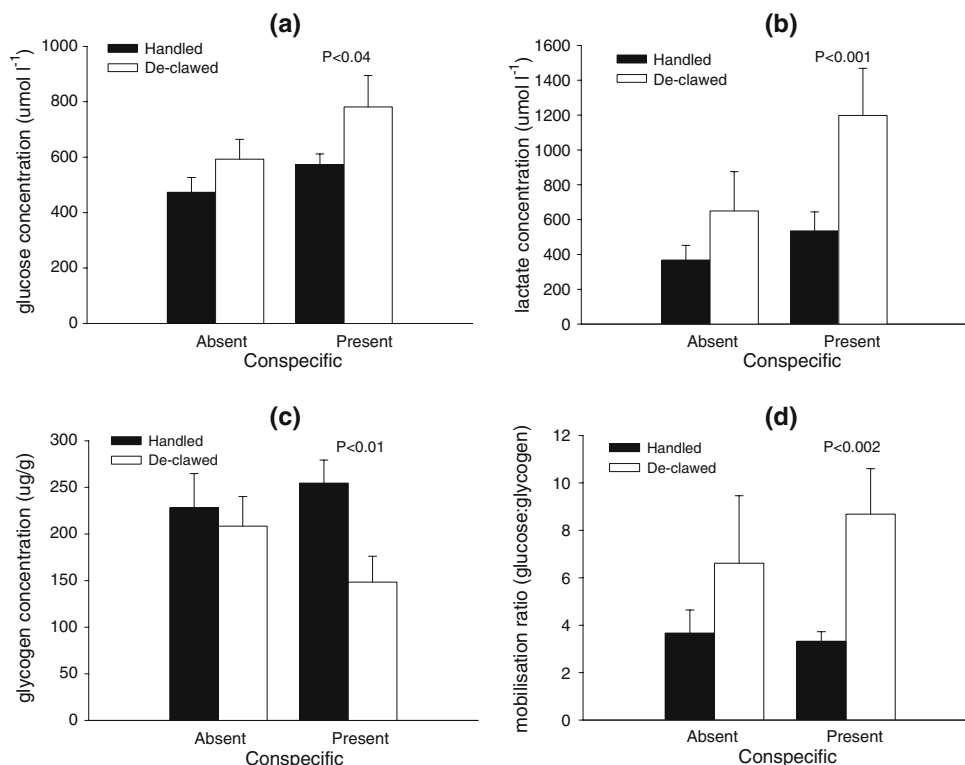 (a)
glucose concentration (umol l⁻¹)
1000
800
600
400
200
0
Handled
De-clawed
P<0.04
Absent
Present
Conspecific
(b)
lactate concentration (umol l⁻¹)
1600
1400
1200
1000
800
600
400
200
0
Handled
De-clawed
P<0.001
Absent
Present
Conspecific
(c)
glycogen concentration (ug/g)
300
250
200
150
100
50
0
Handled
De-clawed
P<0.01
Absent
Present
Conspecific
(d)
mobilisation ratio (glucose:glycogen)
12
10
8
6
4
2
0
Handled
De-clawed
P<0.002
Absent
Present
Conspecific